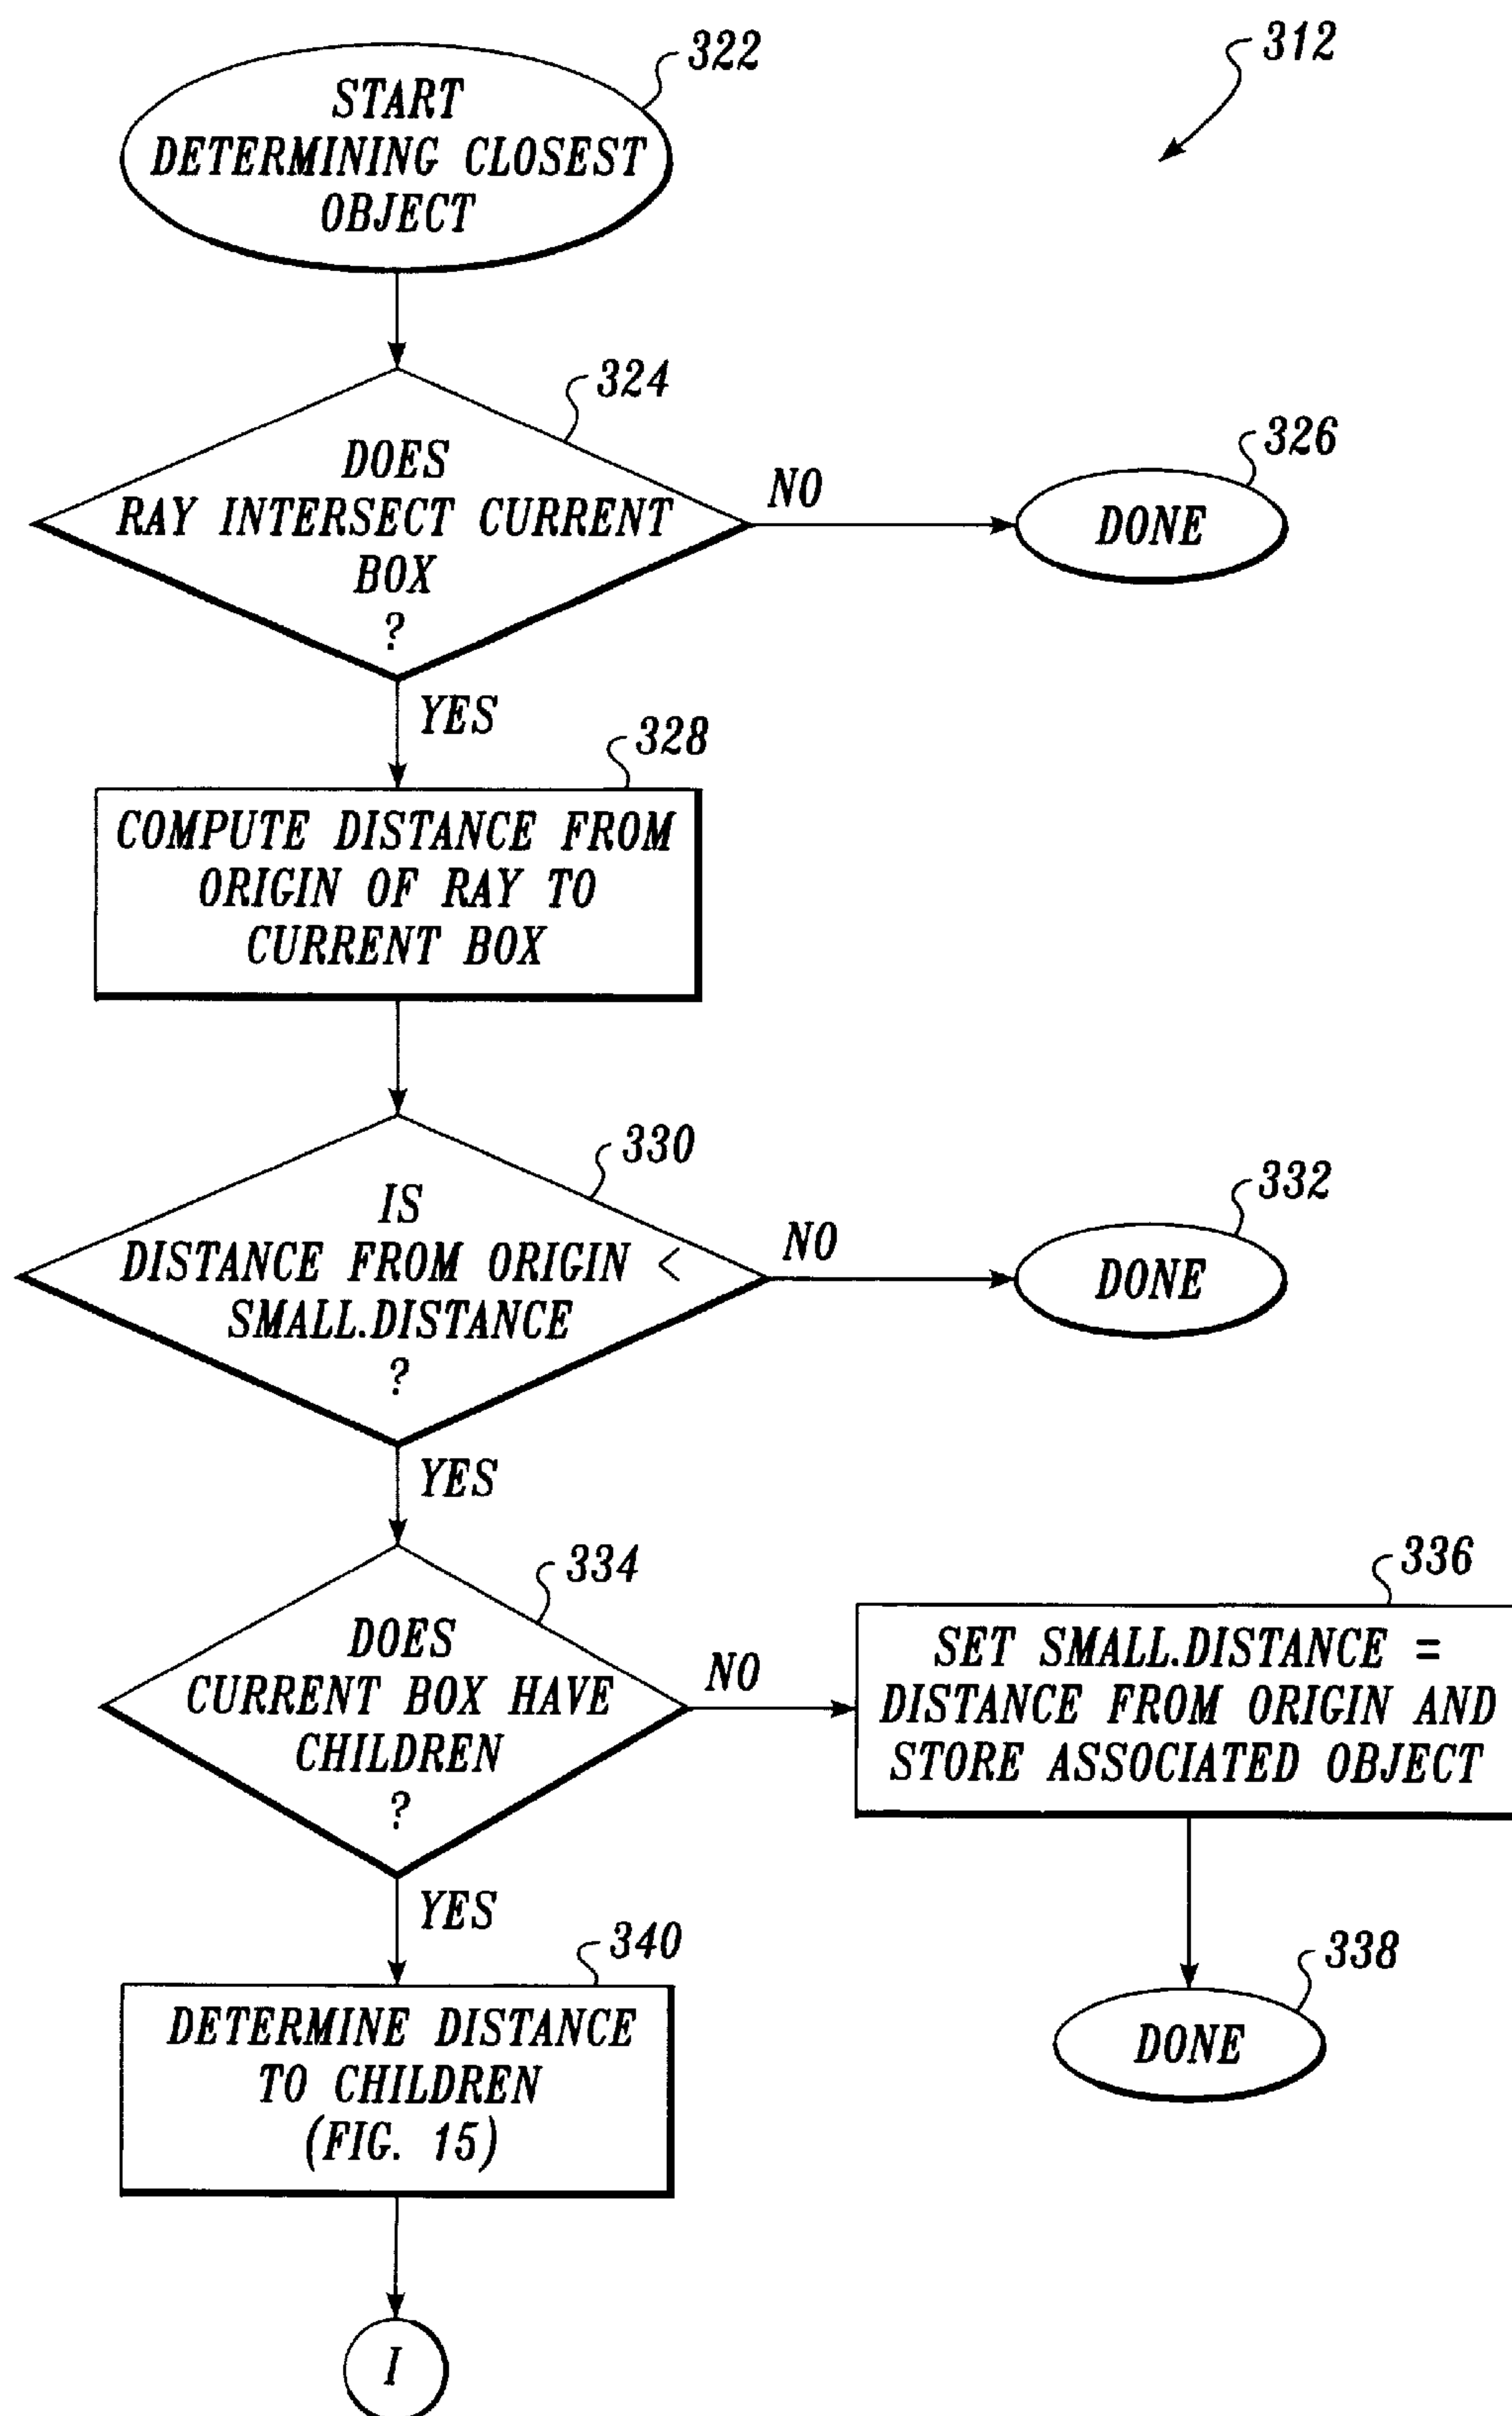 322
312
START
DETERMINING CLOSEST
OBJECT
324
DOES
RAY INTERSECT CURRENT
BOX
?
NO
326
DONE
YES
328
COMPUTE DISTANCE FROM
ORIGIN OF RAY TO
CURRENT BOX
330
IS
DISTANCE FROM ORIGIN <
SMALL.DISTANCE
?
NO
332
DONE
YES
334
DOES
CURRENT BOX HAVE
CHILDREN
?
NO
336
SET SMALL.DISTANCE =
DISTANCE FROM ORIGIN AND
STORE ASSOCIATED OBJECT
YES
340
DETERMINE DISTANCE
TO CHILDREN
(FIG. 15)
338
DONE
I